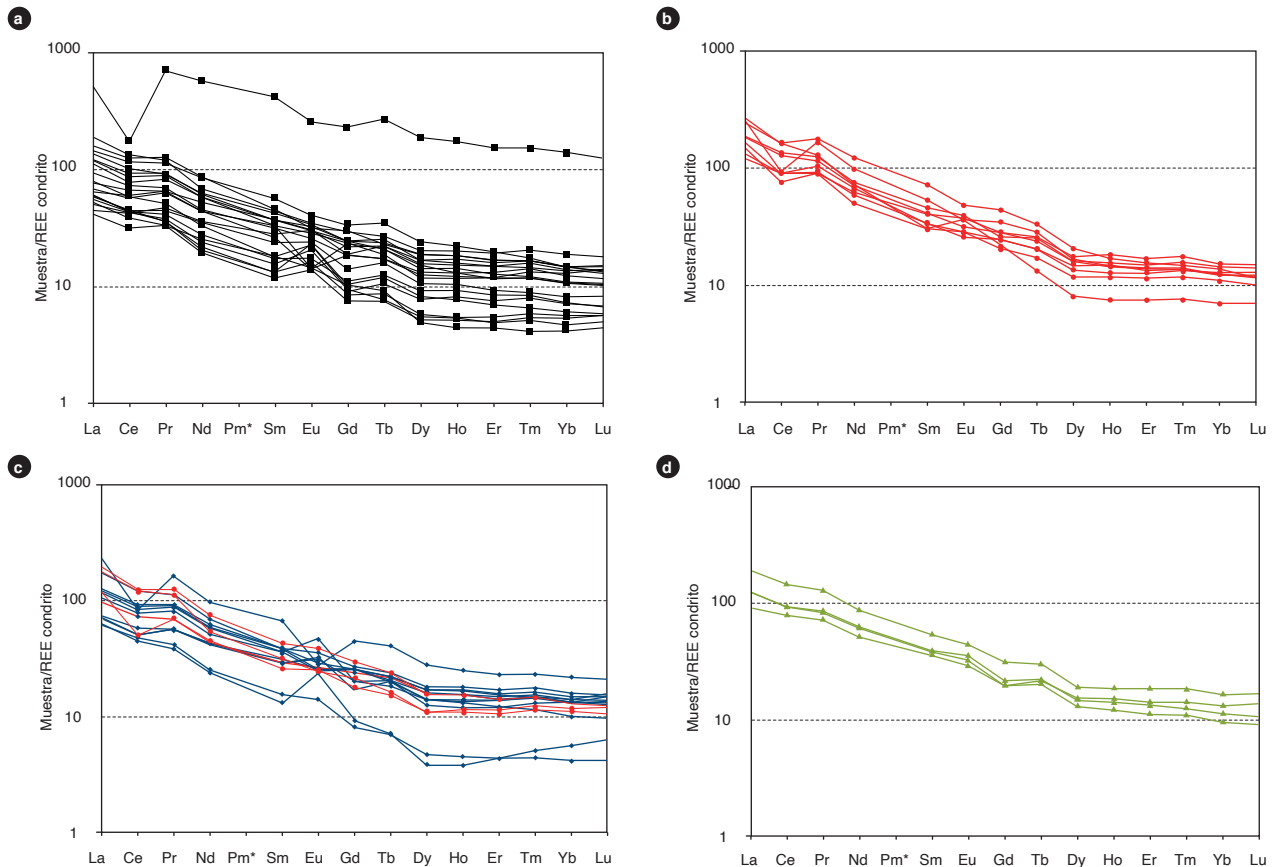 a
1000
100
10
1
Muestra/REE condrito
La Ce Pr Nd Pm* Sm Eu Gd Tb Dy Ho Er Tm Yb Lu
b
1000
100
10
1
Muestra/REE condrito
La Ce Pr Nd Pm* Sm Eu Gd Tb Dy Ho Er Tm Yb Lu
c
1000
100
10
1
Muestra/REE condrito
La Ce Pr Nd Pm* Sm Eu Gd Tb Dy Ho Er Tm Yb Lu
d
1000
100
10
1
Muestra/REE condrito
La Ce Pr Nd Pm* Sm Eu Gd Tb Dy Ho Er Tm Yb Lu